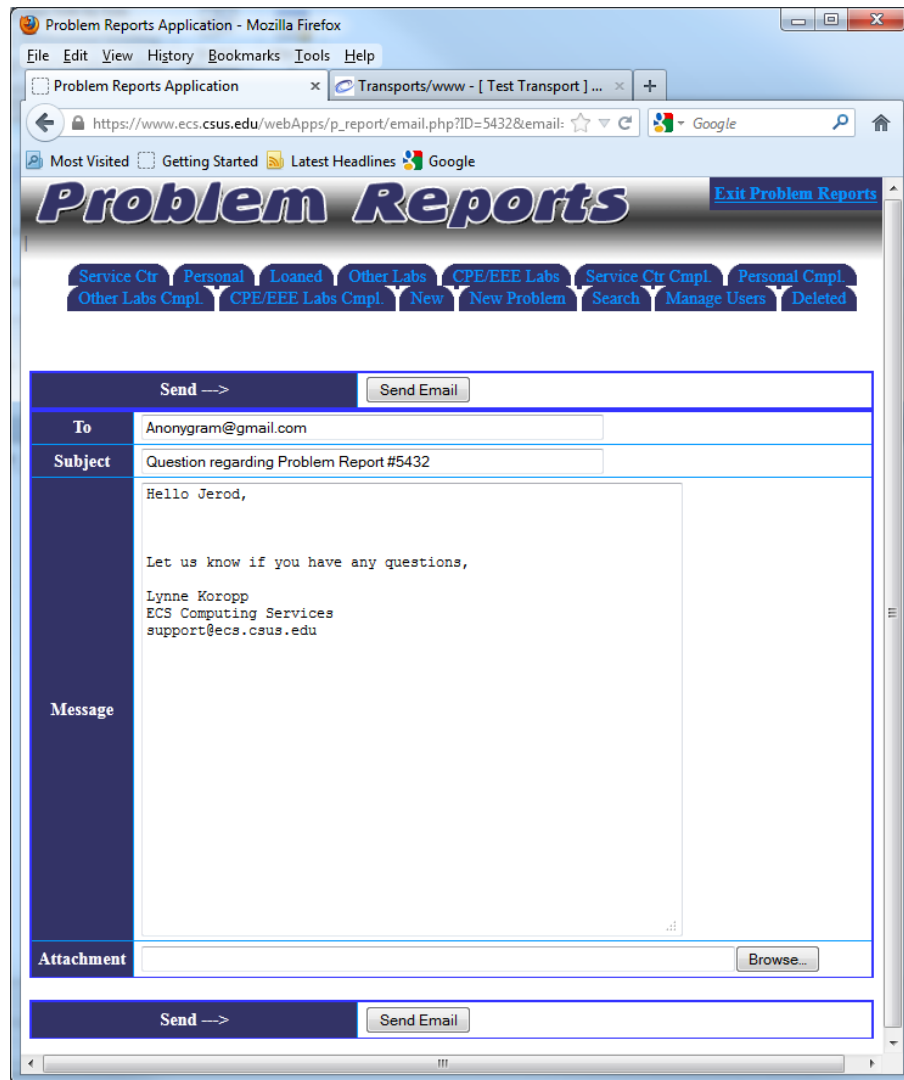 Problem Reports Application - Mozilla Firefox
File Edit View History Bookmarks Tools Help
Problem Reports Application x Transports/www - [ Test Transport ] ... x +
https://www.ecs.csus.edu/webApps/p_report/email.php?ID=5432&email: Google
Most Visited Getting Started Latest Headlines Google
Problem Reports Exit Problem Reports
Service Ctr Personal Loaned Other Labs CPE/EEE Labs Service Ctr Cmpl. Personal Cmpl.
Other Labs Cmpl. CPE/EEE Labs Cmpl. New New Problem Search Manage Users Deleted
Send ---> Send Email
To Anonygram@gmail.com
Subject Question regarding Problem Report #5432
Hello Jerod,
Let us know if you have any questions,
Lynne Koropp
ECS Computing Services
support@ecs.csus.edu
Message
Attachment Browse...
Send ---> Send Email